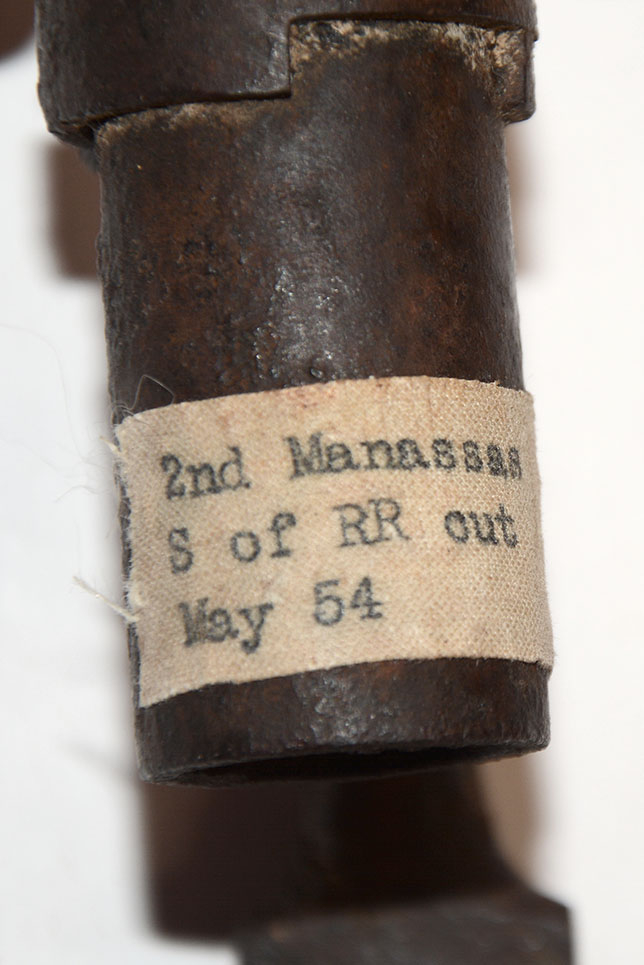 2nd Manassas
S of RR cut
May 54